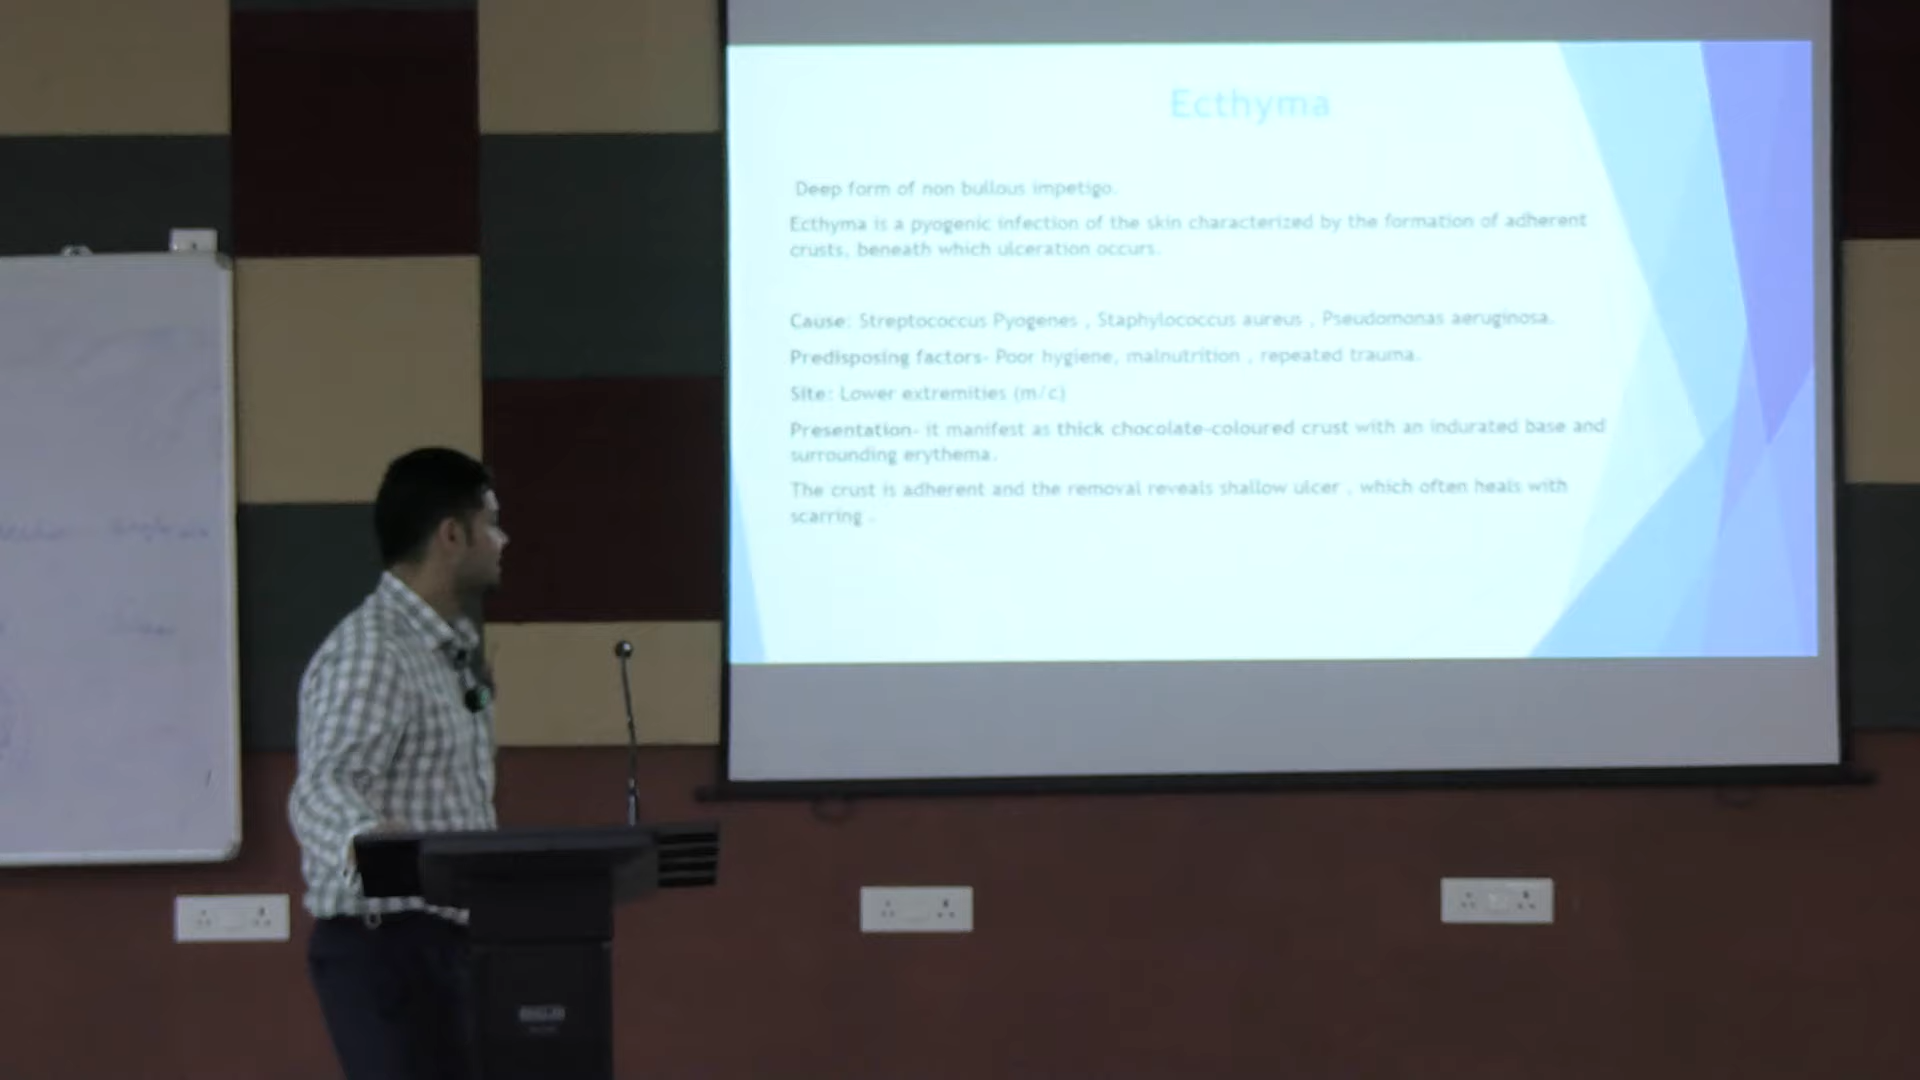 Ecthyma
Deep form of non bullous impetigo.
Ecthyma is a pyogenic infection of the skin characterized by the formation of adherent
crusts, beneath which ulceration occurs.
Cause: Streptococcus Pyogenes , Staphylococcus aureus , Pseudomonas aeruginosa.
Predisposing factors- Poor hygiene, malnutrition , repeated trauma.
Site: Lower extremities (m/c)
Presentation- it manifest as thick chocolate-coloured crust with an indurated base and
surrounding erythema.
The crust is adherent and the removal reveals shallow ulcer , which often heals with
scarring .